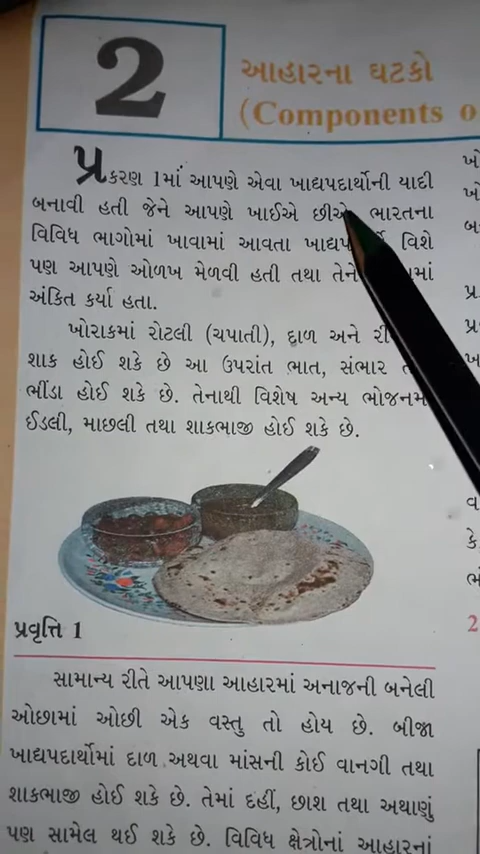 2
આહારના ઘટકો
(Components o
પ્રકરણ 1માં આપણે એવા ખાદ્યપદાર્થોની યાદી
બનાવી હતી જેને આપણે ખાઈએ છીએ ભારતના
વિવિધ ભાગોમાં ખાવામાં આવતા વિશે
પણ આપણે ઓળખ મેળવી હતી તથા તેને
અંકિત કર્યા હતા.
ખોરાકમાં રોટલી (ચપાતી), દાળ અને
શાક હોઈ શકે છે આ ઉપરાંત ભાત, સંભાર
ભીંડા હોઈ શકે છે. તેનાથી વિશેષ અન્ય
ઈડલી, માછલી તથા શાકભાજી હોઈ શકે છે.
પ્રવૃત્તિ 1
સામાન્ય રીતે આપણા આહારમાં અનાજની બનેલી
ઓછામાં ઓછી એક વસ્તુ તો હોય છે. બીજા
ખાદ્યપદાર્થોમાં દાળ અથવા માંસની કોઈ વાનગી તથા
શાકભાજી હોઈ શકે છે. તેમાં દહીં, છાશ તથા અથાણું
પણ સામેલ થઈ શકે છે. વિવિધ ક્ષેત્રોનાં આહારનાં